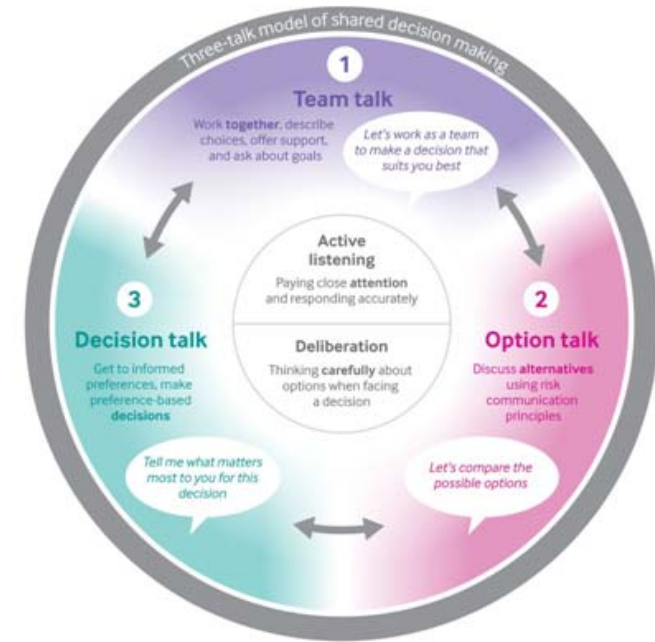 Three-talk model of shared decision making
1
Team talk
Work together, describe
choices, offer support,
and ask about goals
Let's work as a team
to make a decision that
suits you best
Active
listening
Paying close attention
and responding accurately
Deliberation
Thinking carefully about
options when facing
a decision
2
Option talk
Discuss alternatives
using risk
communication
principles
Let's compare the
possible options
3
Decision talk
Get to informed
preferences, make
preference-based
decisions
Tell me what matters
most to you for this
decision